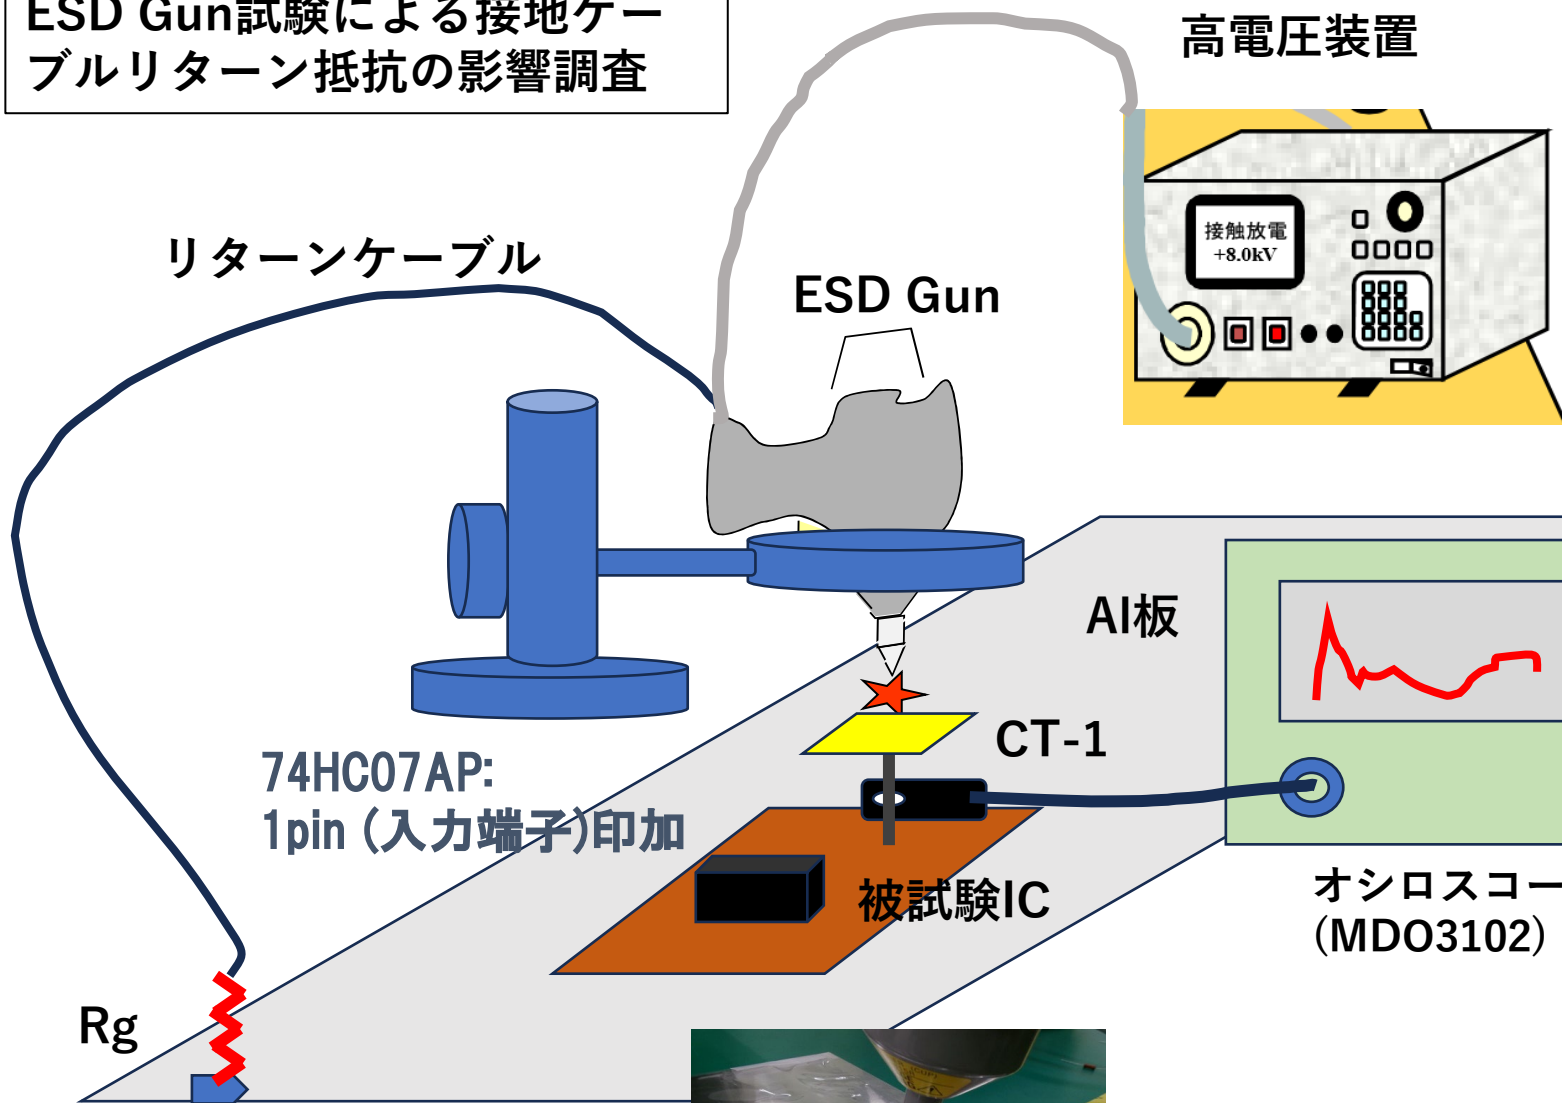 ESD Gun試験による接地ケー
ブルリターン抵抗の影響調査
高電圧装置
接触放電
+8.0kV
リターンケーブル
ESD Gun
Al板
CT-1
74HC07AP:
1pin (入力端子)印加
被試験IC
オシロスコー
(MDO3102)
Rg